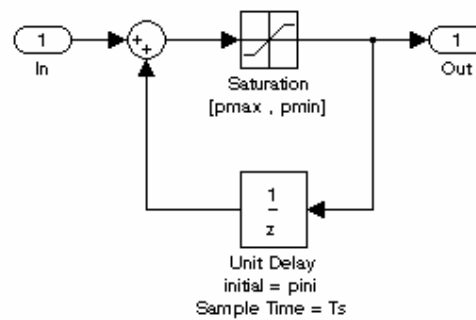 1
In
+
+
Saturation
[pmax , pmin]
1
Out
1
z
Unit Delay
initial = pini
Sample Time = Ts